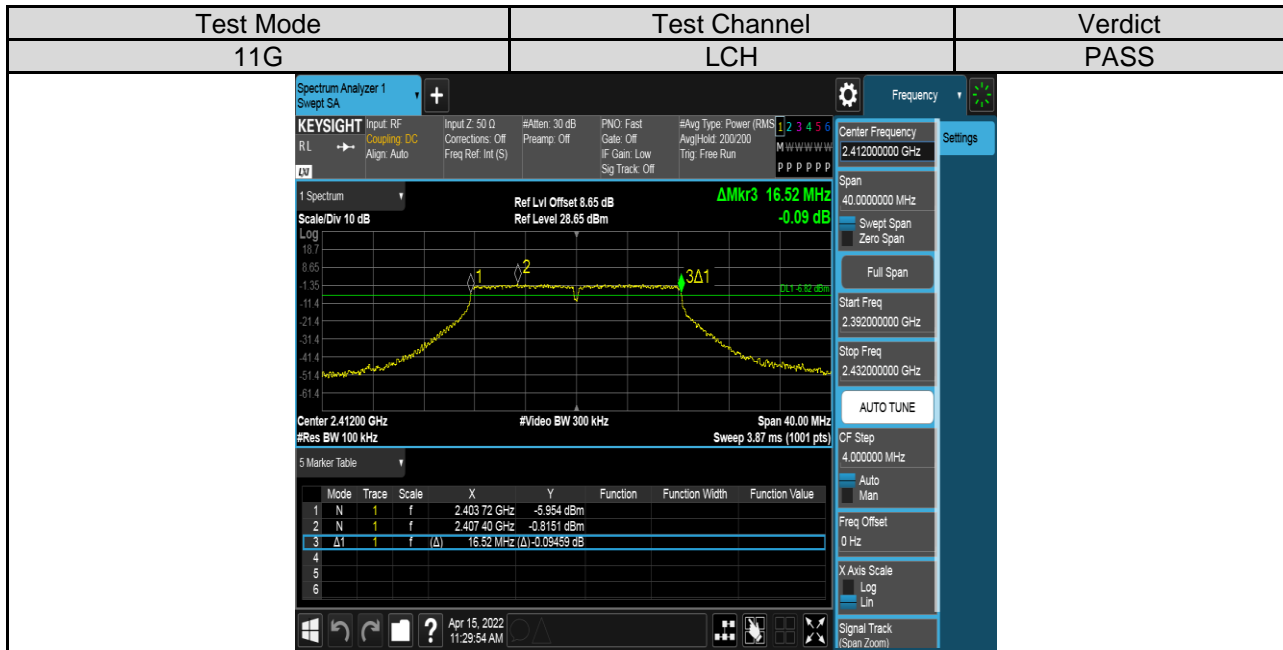 Test Mode Test Channel Verdict
11G LCH PASS
Spectrum Analyzer 1
Swept SA
Frequency
KEYSIGHT Input: RF Input Z: 50 Ω #Atten: 30 dB PNO: Fast #Avg Type: Power (RMS 1 2 3 4 5 6
RL Coupling: DC Corrections: Off Preamp: Off Gate: Off Avg|Hold: 200/200 M W W W W W
Align: Auto Freq Ref: Int (S) IF Gain: Low Trig: Free Run
Sig Track: Off P P P P P P
LXI
Center Frequency
2.412000000 GHz
Settings
Span
40.0000000 MHz
Swept Span
Zero Span
Full Span
Start Freq
2.392000000 GHz
Stop Freq
2.432000000 GHz
AUTO TUNE
CF Step
4.000000 MHz
Auto
Man
Freq Offset
0 Hz
X Axis Scale
Log
Lin
Signal Track
(Span Zoom)
1 Spectrum Ref Lvl Offset 8.65 dB ΔMkr3 16.52 MHz
Scale/Div 10 dB Ref Level 28.65 dBm -0.09 dB
Log
18.7
8.65
-1.35
-11.4
-21.4
-31.4
-41.4
-51.4
-61.4
1 2 3Δ1
DL1 -6.82 dBm
Center 2.41200 GHz #Video BW 300 kHz Span 40.00 MHz
#Res BW 100 kHz Sweep 3.87 ms (1001 pts)
5 Marker Table
Mode Trace Scale X Y Function Function Width Function Value
1 N 1 f 2.403 72 GHz -5.954 dBm
2 N 1 f 2.407 40 GHz -0.8151 dBm
3 Δ1 1 f (Δ) 16.52 MHz (Δ) -0.09459 dB
4
5
6
? Apr 15, 2022
11:29:54 AM